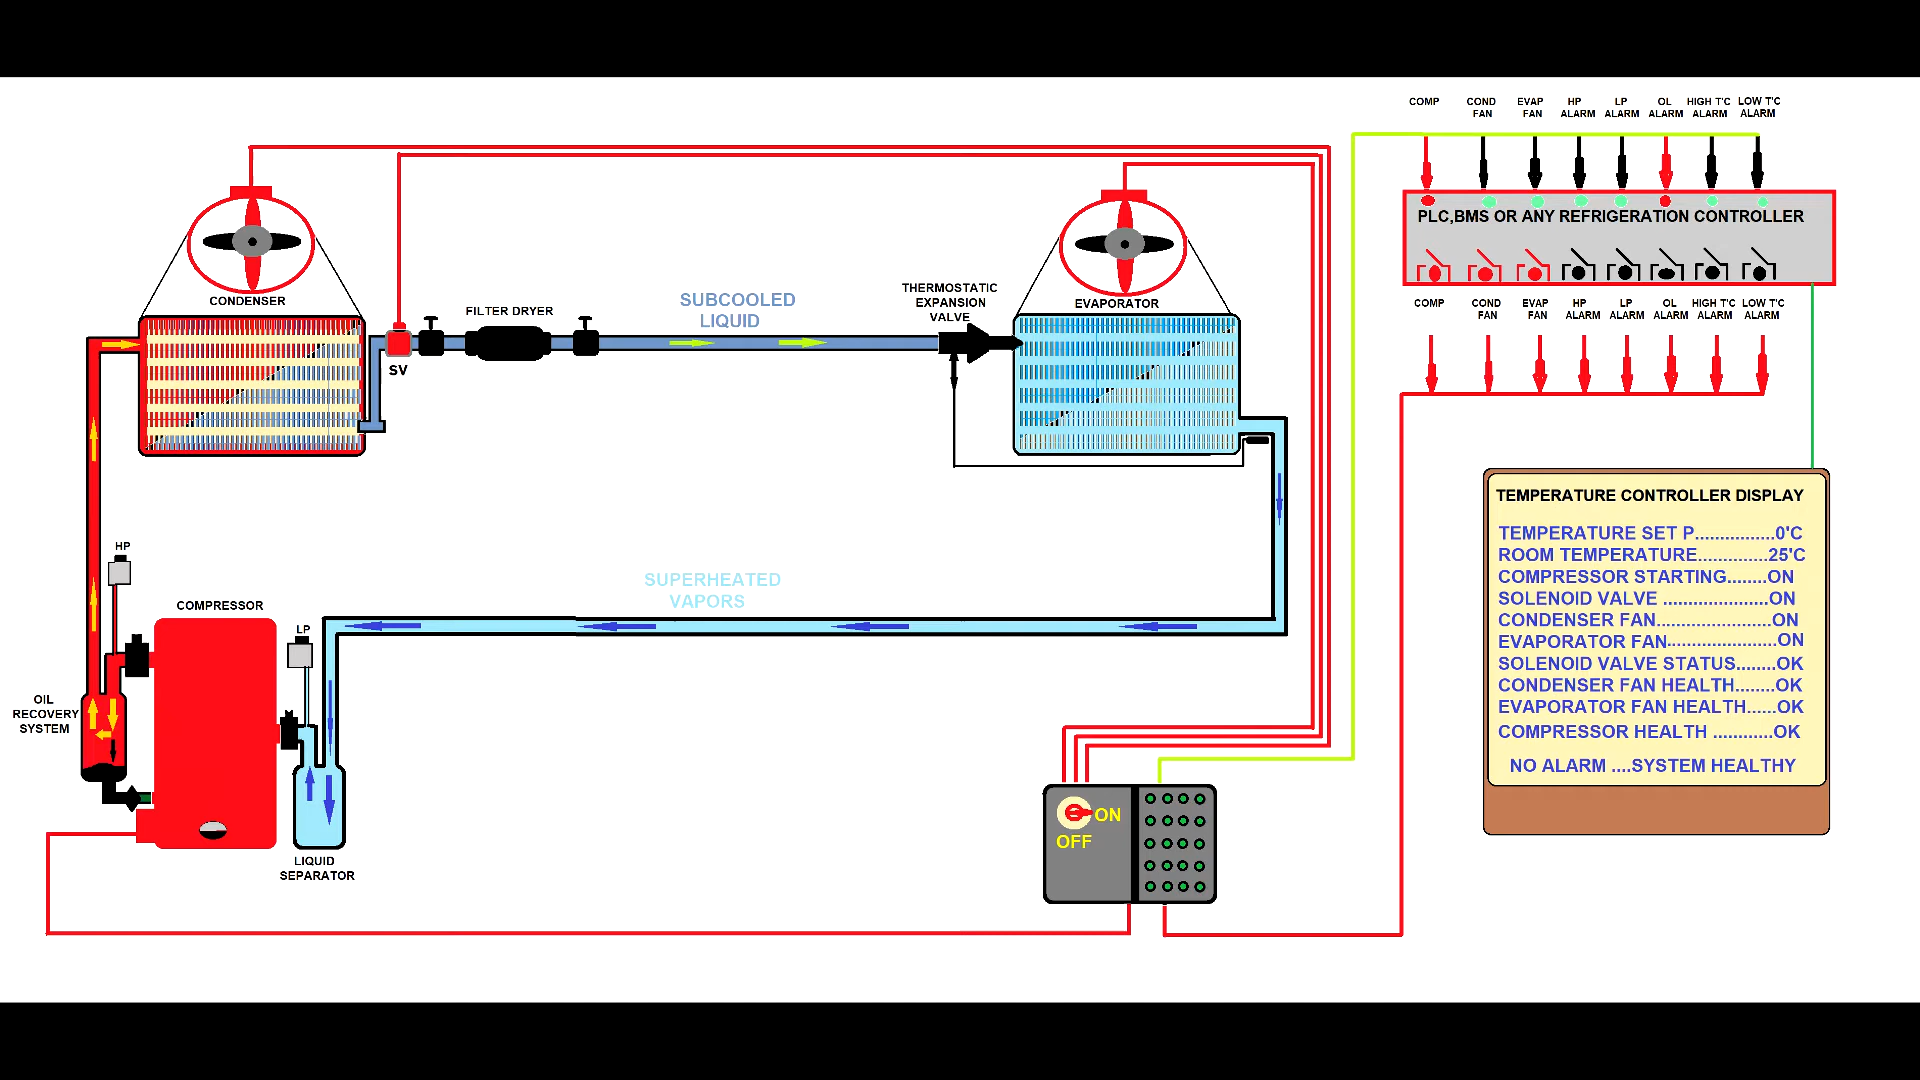 COMP
COND FAN
EVAP FAN
HP ALARM
LP ALARM
OL ALARM
HIGH T'C ALARM
LOW T'C ALARM
PLC,BMS OR ANY REFRIGERATION CONTROLLER
COMP
COND FAN
EVAP FAN
HP ALARM
LP ALARM
OL ALARM
HIGH T'C ALARM
LOW T'C ALARM
CONDENSER
SV
FILTER DRYER
SUBCOOLED
LIQUID
THERMOSTATIC
EXPANSION
VALVE
EVAPORATOR
HP
COMPRESSOR
LP
OIL
RECOVERY
SYSTEM
LIQUID
SEPARATOR
SUPERHEATED
VAPORS
ON
OFF
TEMPERATURE CONTROLLER DISPLAY
TEMPERATURE SET P................0'C
ROOM TEMPERATURE.............25'C
COMPRESSOR STARTING........ON
SOLENOID VALVE .....................ON
CONDENSER FAN..........................ON
EVAPORATOR FAN......................ON
SOLENOID VALVE STATUS........OK
CONDENSER FAN HEALTH........OK
EVAPORATOR FAN HEALTH......OK
COMPRESSOR HEALTH ............OK
NO ALARM ....SYSTEM HEALTHY